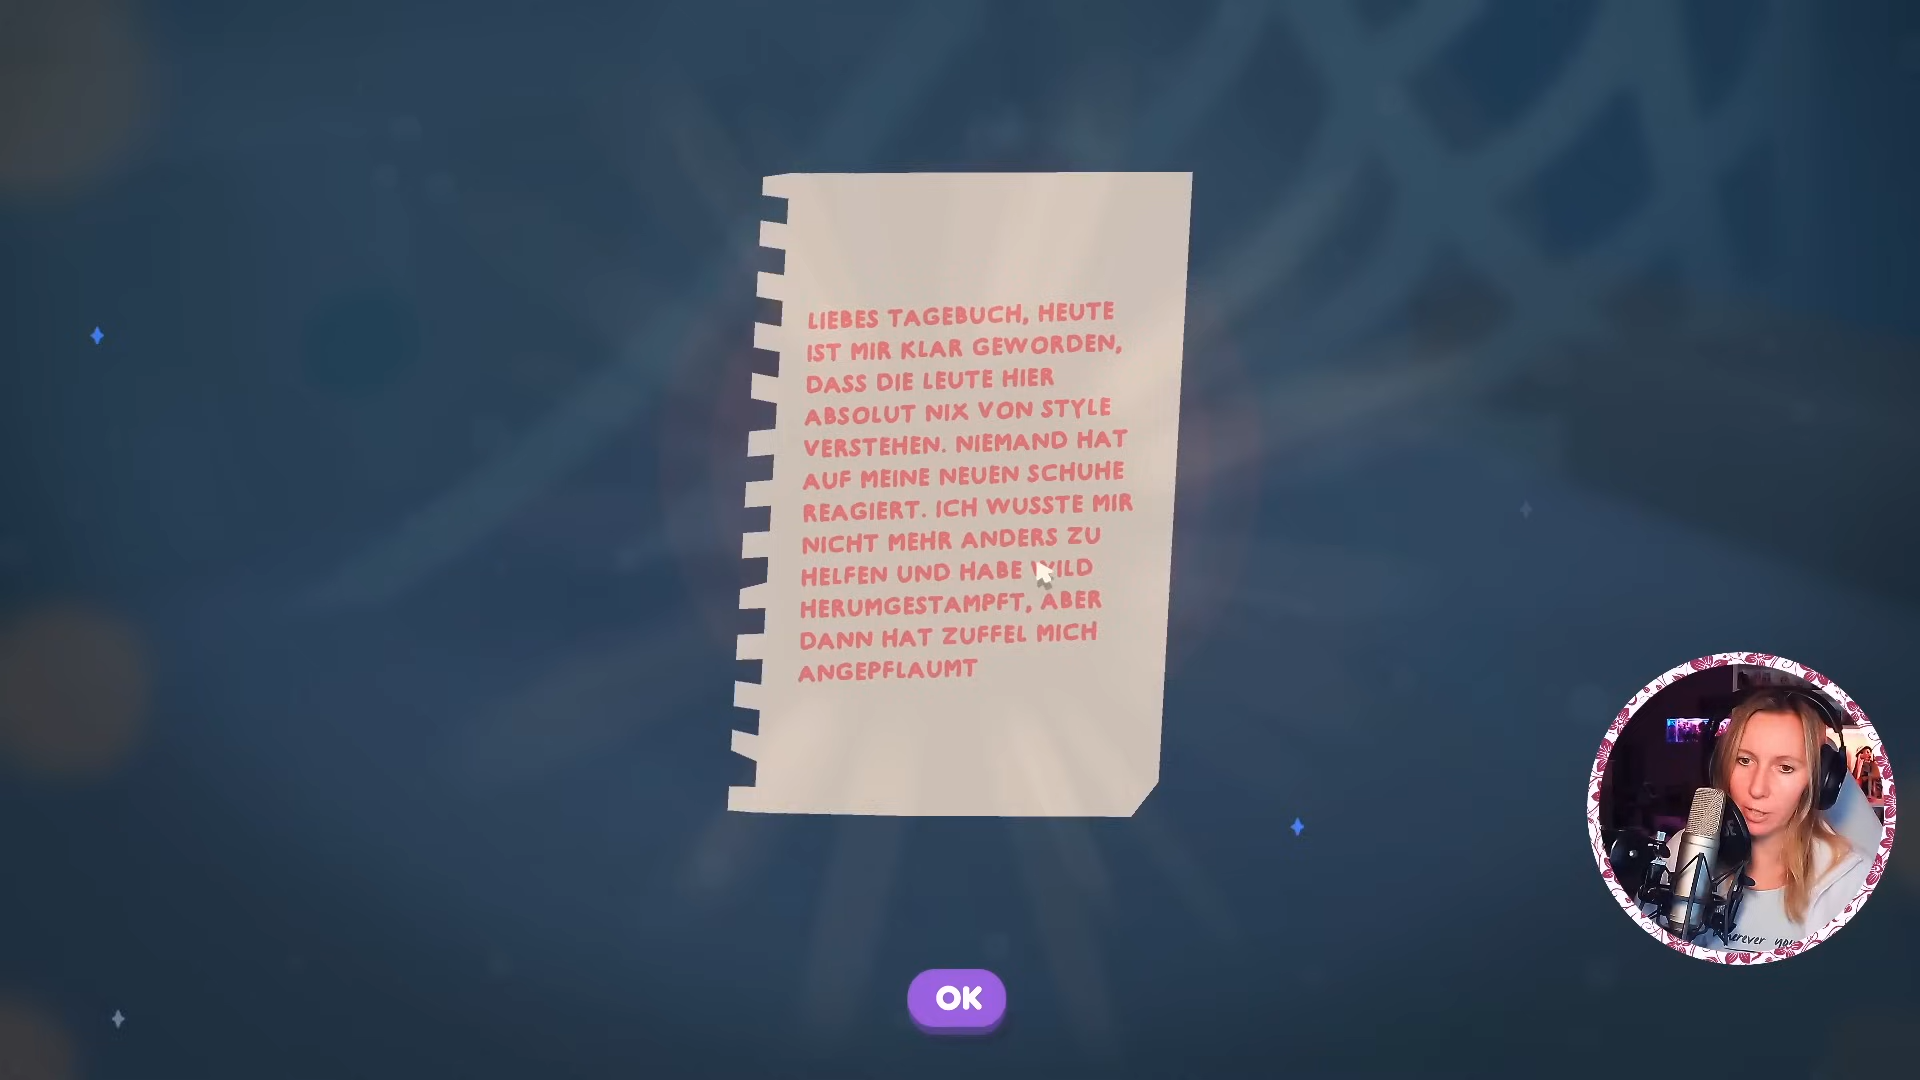 LIEBES TAGEBUCH, HEUTE
IST MIR KLAR GEWORDEN,
DASS DIE LEUTE HIER
ABSOLUT NIX VON STYLE
VERSTEHEN. NIEMAND HAT
AUF MEINE NEUEN SCHUHE
REAGIERT. ICH WUSSTE MIR
NICHT MEHR ANDERS ZU
HELFEN UND HABE WILD
HERUMGESTAMPFT, ABER
DANN HAT ZUFFEL MICH
ANGEPFLAUMT
OK